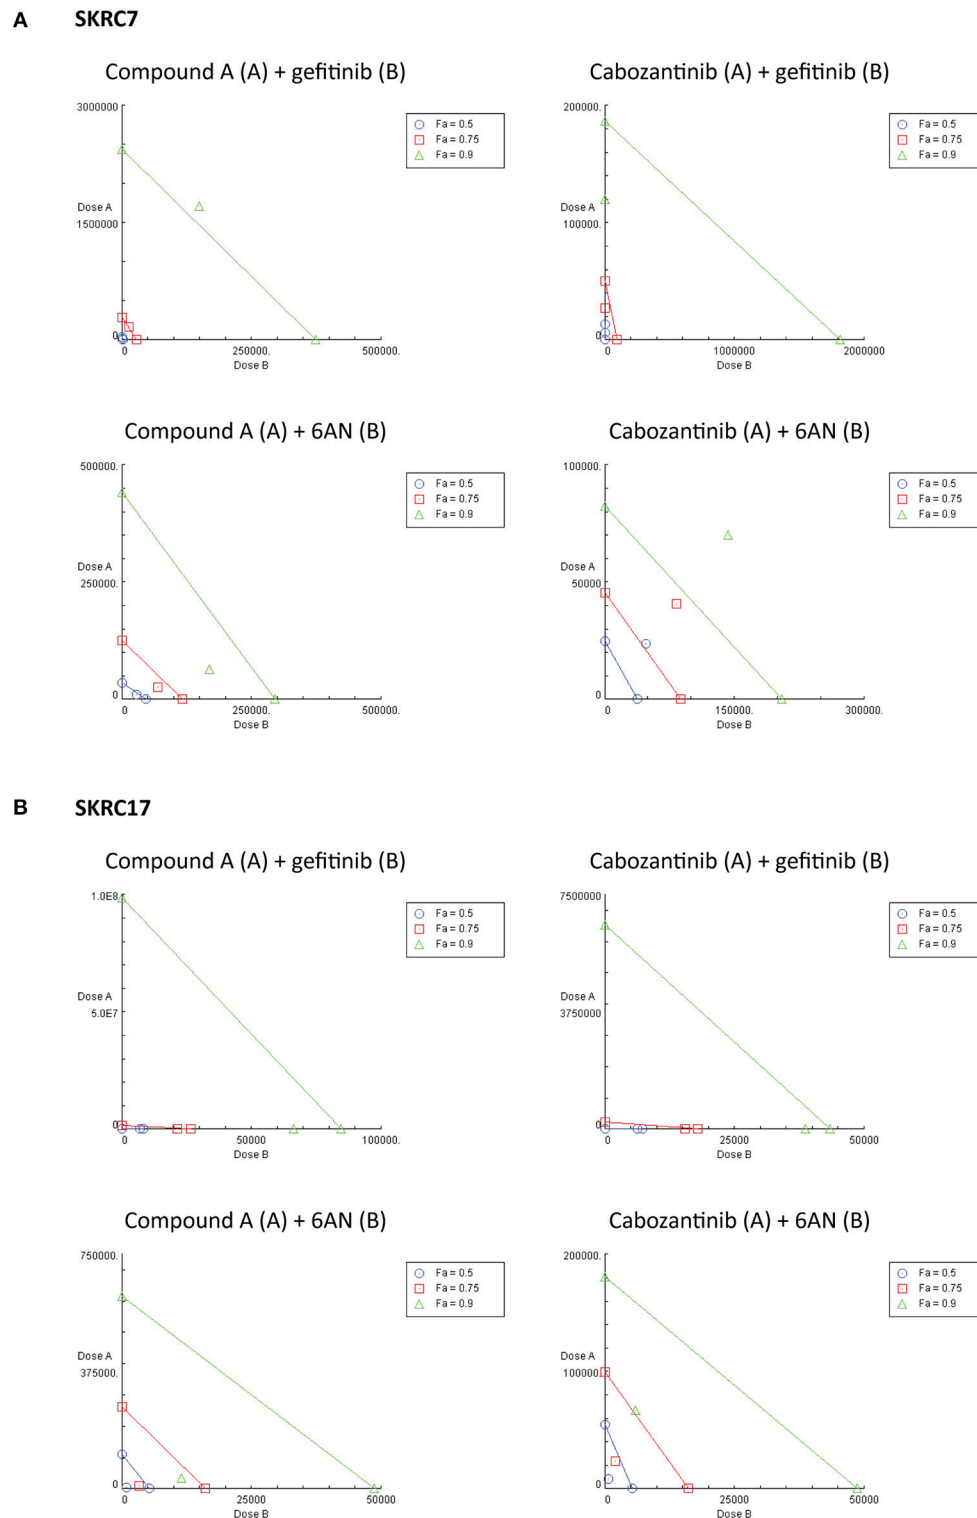 A SKRC7
Compound A (A) + gefitinib (B)
3000000
Dose A
1500000
0
0 250000. 500000.
Dose B
Fa = 0.5
Fa = 0.75
Fa = 0.9
Cabozantinib (A) + gefitinib (B)
200000.
Dose A
100000.
0
0 1000000 2000000
Dose B
Fa = 0.5
Fa = 0.75
Fa = 0.9
Compound A (A) + 6AN (B)
500000.
Dose A
250000.
0
0 250000. 500000.
Dose B
Fa = 0.5
Fa = 0.75
Fa = 0.9
Cabozantinib (A) + 6AN (B)
100000.
Dose A
50000
0
0 150000. 300000.
Dose B
Fa = 0.5
Fa = 0.75
Fa = 0.9
B SKRC17
Compound A (A) + gefitinib (B)
1.0E8
Dose A
5.0E7
0
0 50000 100000.
Dose B
Fa = 0.5
Fa = 0.75
Fa = 0.9
Cabozantinib (A) + gefitinib (B)
7500000
Dose A
3750000
0
0 25000 50000
Dose B
Fa = 0.5
Fa = 0.75
Fa = 0.9
Compound A (A) + 6AN (B)
750000.
Dose A
375000.
0
0 25000 50000
Dose B
Fa = 0.5
Fa = 0.75
Fa = 0.9
Cabozantinib (A) + 6AN (B)
200000.
Dose A
100000.
0
0 25000 50000
Dose B
Fa = 0.5
Fa = 0.75
Fa = 0.9